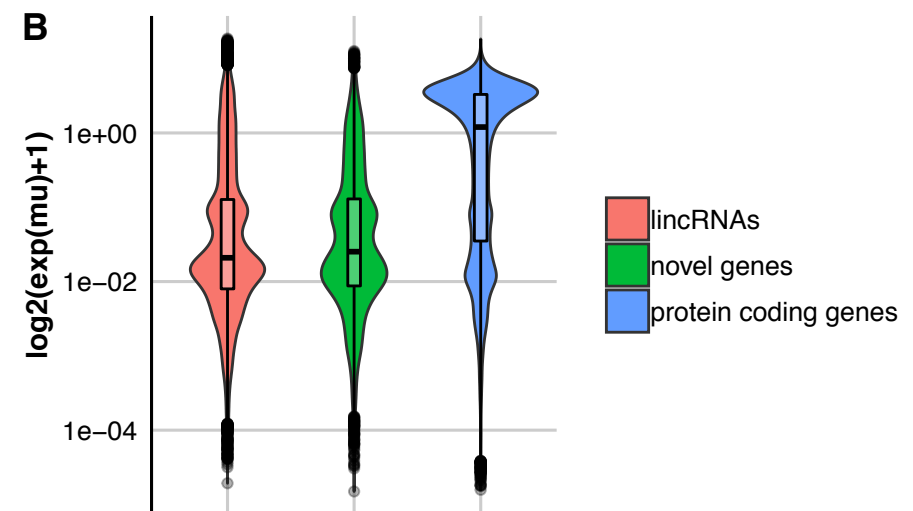 B
log2(exp(mu)+1)
1e+00
1e−02
1e−04
lincRNAs
novel genes
protein coding genes